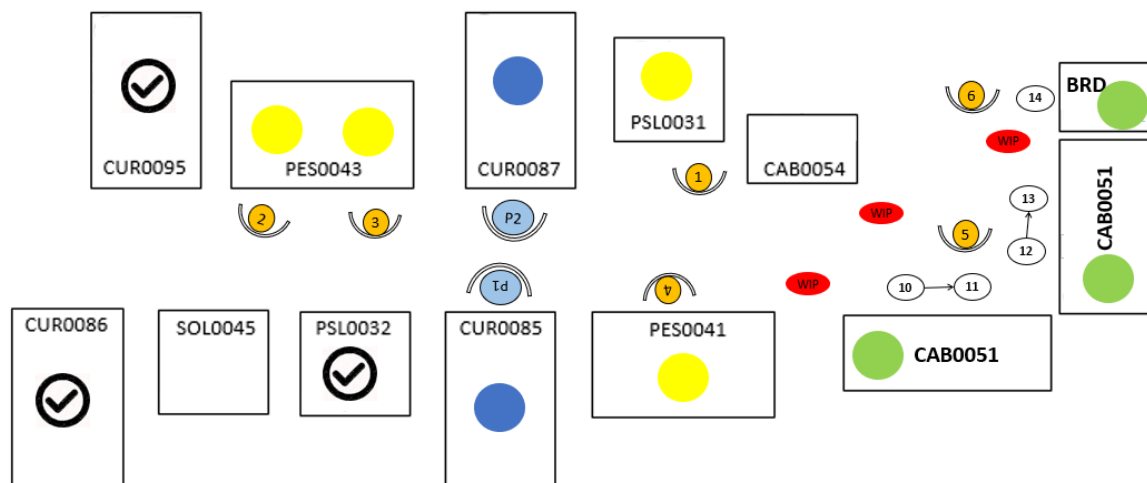 CUR0095
PES0043
CUR0087
PSL0031
CAB0054
BRD
6
14
WIP
1
2
3
P2
WIP
13
CAB0051
5
12
P1
4
WIP
10
11
CUR0086
SOL0045
PSL0032
CUR0085
PES0041
CAB0051